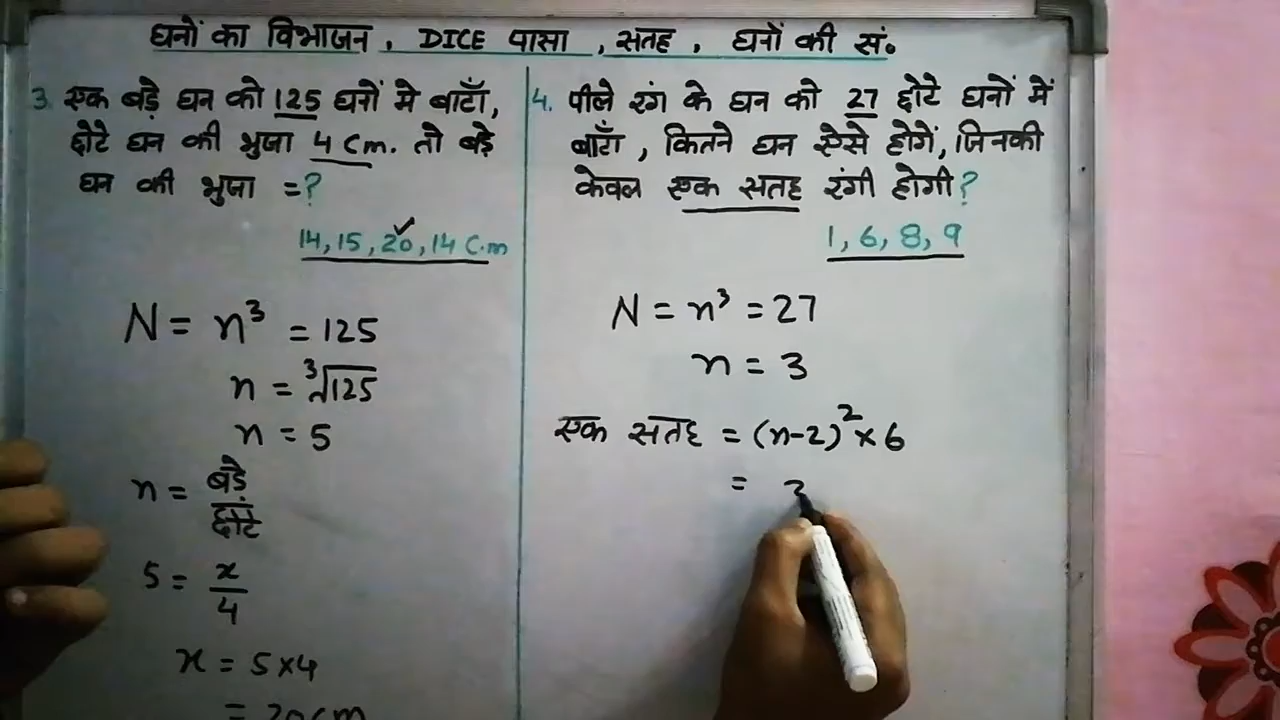 घनों का विभाजन, DICE पासा, सतह, घनों की सं.
3. एक बड़े घन को 125 घनों मे बाटाँ,
छोटे घन की भुजा 4 Cm. तो बड़े
घन की भुजा =?
14, 15, 20, 14 C.m
N = n³ = 125
n = ³√125
n = 5
n = बड़े/छोटे
5 = x/4
x = 5×4
= 20cm
4. पीले रंग के घन को 27 छोटे घनों में
बाटाँ, कितने घन ऐसे होगें, जिनकी
केवल एक सतह रंगी होगी?
1, 6, 8, 9
N = n³ = 27
n = 3
एक सतह = (n-2)²×6
=